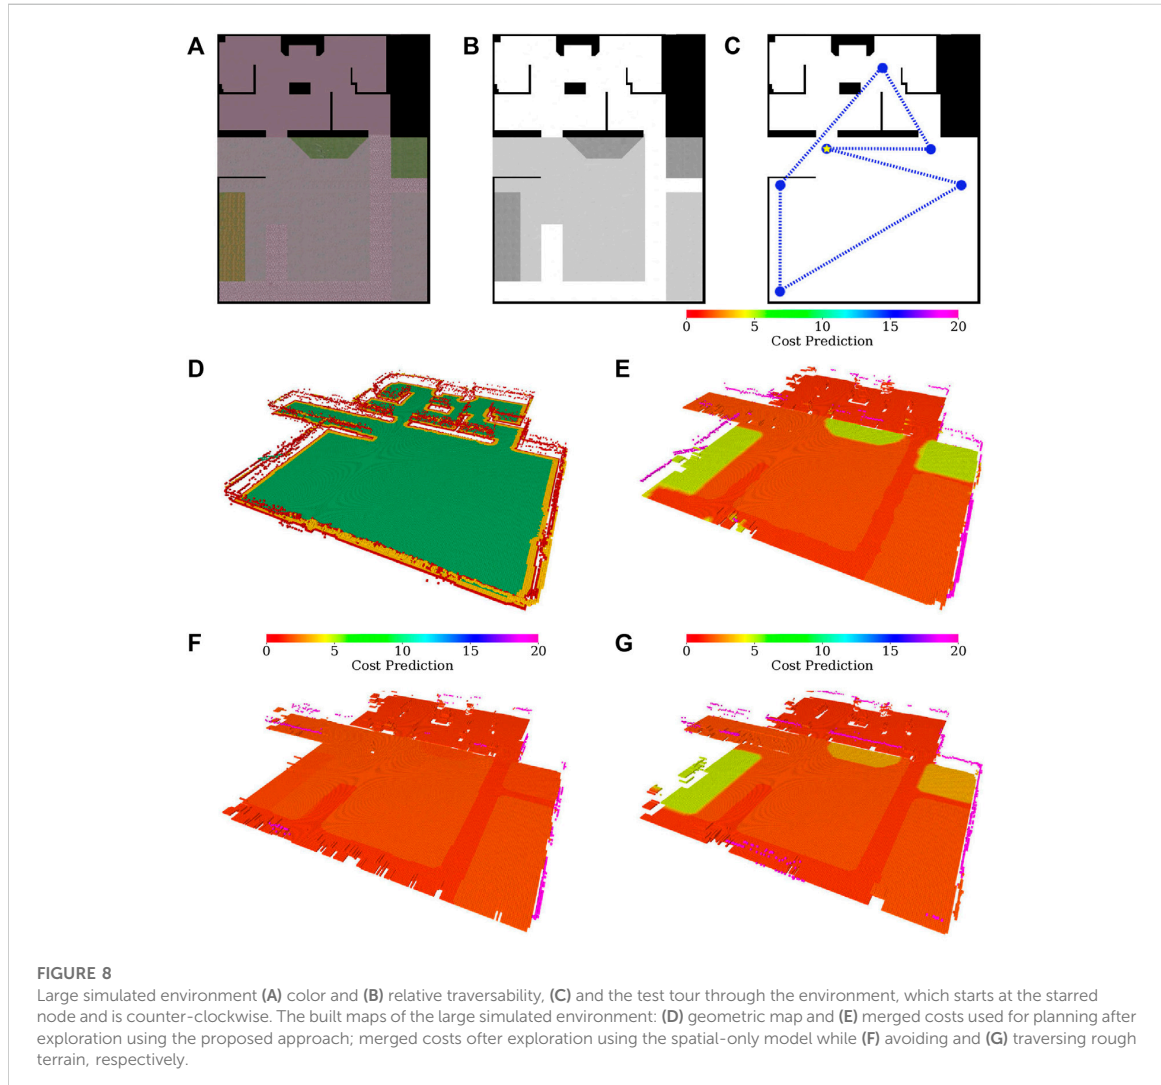 A
B
C
0 5 10 15 20
Cost Prediction
D
E
F
0 5 10 15 20
Cost Prediction
G
0 5 10 15 20
Cost Prediction
FIGURE 8
Large simulated environment (A) color and (B) relative traversability, (C) and the test tour through the environment, which starts at the starred
node and is counter-clockwise. The built maps of the large simulated environment: (D) geometric map and (E) merged costs used for planning after
exploration using the proposed approach; merged costs ofter exploration using the spatial-only model while (F) avoiding and (G) traversing rough
terrain, respectively.